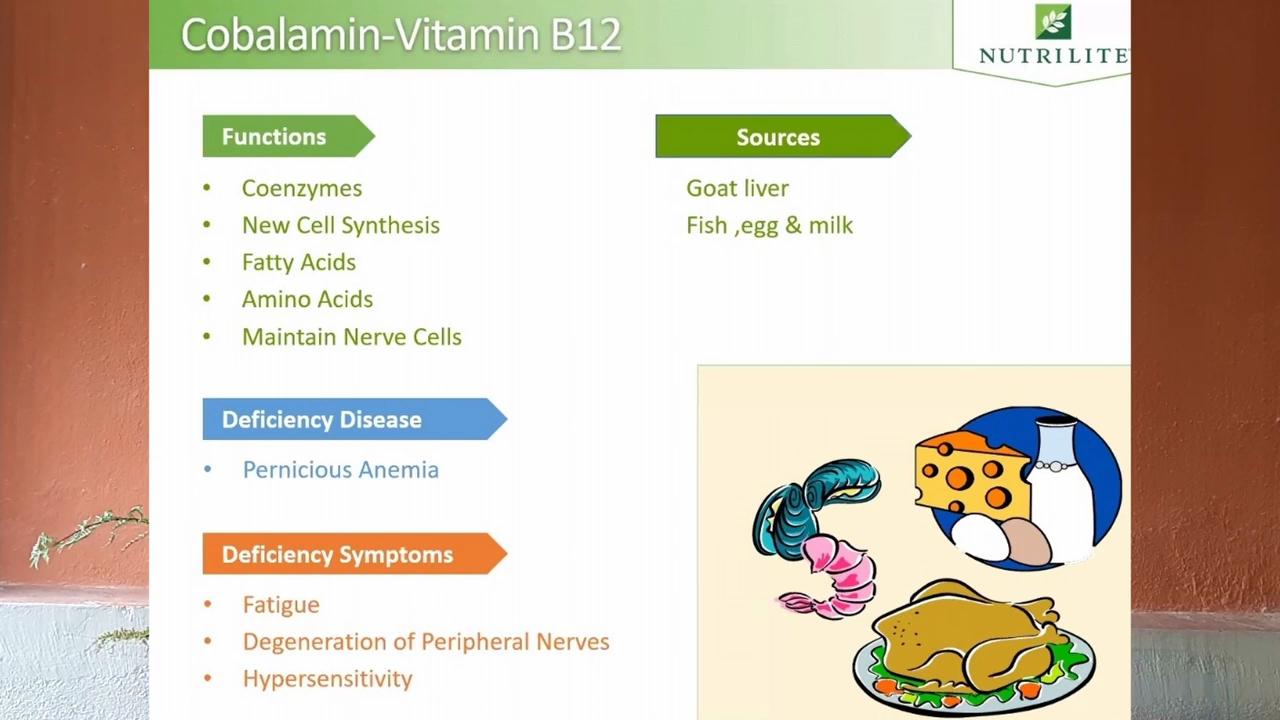 Cobalamin-Vitamin B12
NUTRILITE
Functions
• Coenzymes
• New Cell Synthesis
• Fatty Acids
• Amino Acids
• Maintain Nerve Cells
Sources
Goat liver
Fish ,egg & milk
Deficiency Disease
• Pernicious Anemia
Deficiency Symptoms
• Fatigue
• Degeneration of Peripheral Nerves
• Hypersensitivity